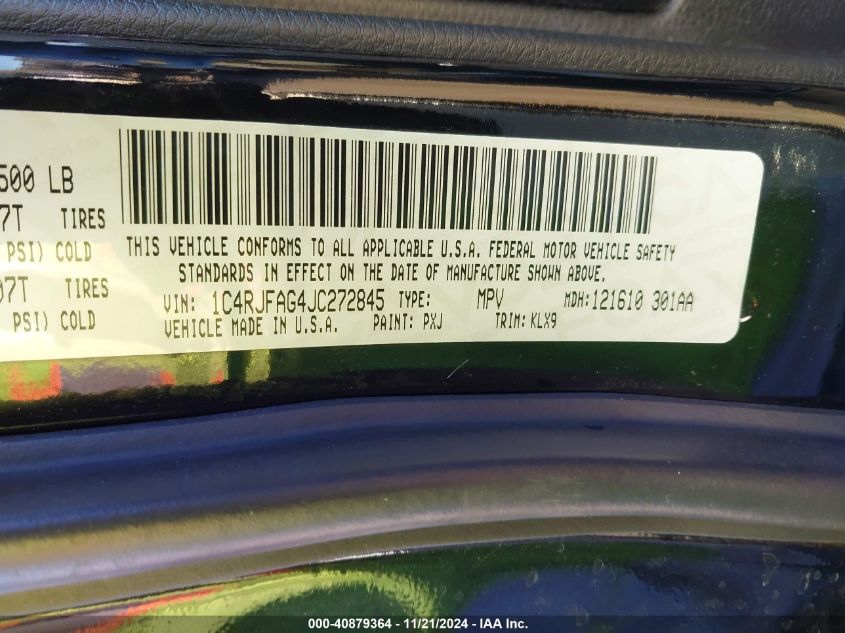 500 LB
7T TIRES
PSI) COLD
07T TIRES
PSI) COLD
THIS VEHICLE CONFORMS TO ALL APPLICABLE U.S.A. FEDERAL MOTOR VEHICLE SAFETY
STANDARDS IN EFFECT ON THE DATE OF MANUFACTURE SHOWN ABOVE.
VIN: 1C4RJFAG4JC272845 TYPE: MPV MDH:121610 301AA
VEHICLE MADE IN U.S.A. PAINT: PXJ TRIM:KLX9
000-40879364 - 11/21/2024 - IAA Inc.